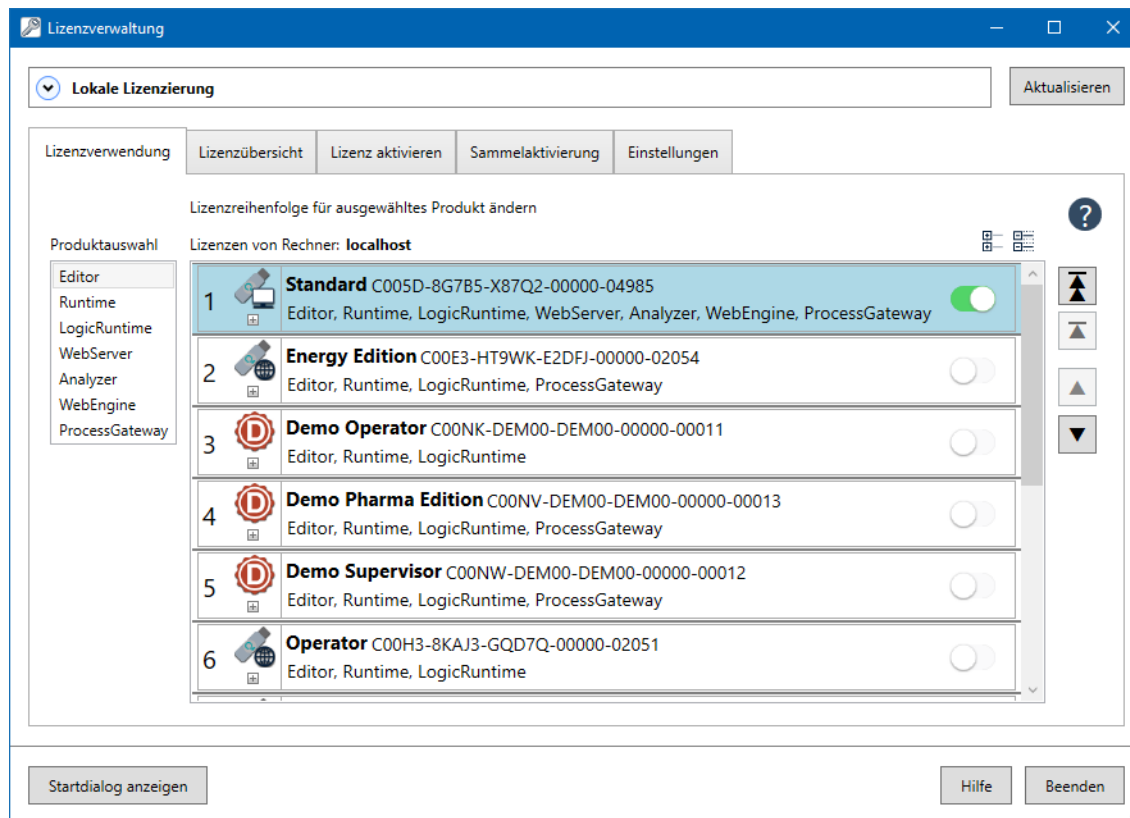 Lizenzverwaltung
Lokale Lizenzierung
Aktualisieren
Lizenzverwendung Lizenzübersicht Lizenz aktivieren Sammelaktivierung Einstellungen
Lizenzreihenfolge für ausgewähltes Produkt ändern
?
Produktauswahl
Lizenzen von Rechner: localhost
Editor
Runtime
LogicRuntime
WebServer
Analyzer
WebEngine
ProcessGateway
1
Standard C005D-8G7B5-X87Q2-00000-04985
Editor, Runtime, LogicRuntime, WebServer, Analyzer, WebEngine, ProcessGateway
2
Energy Edition C00E3-HT9WK-E2DFJ-00000-02054
Editor, Runtime, LogicRuntime, ProcessGateway
3
D
Demo Operator C00NK-DEM00-DEM00-00000-00011
Editor, Runtime, LogicRuntime
4
D
Demo Pharma Edition C00NV-DEM00-DEM00-00000-00013
Editor, Runtime, LogicRuntime, ProcessGateway
5
D
Demo Supervisor C00NW-DEM00-DEM00-00000-00012
Editor, Runtime, LogicRuntime, ProcessGateway
6
Operator C00H3-8KAJ3-GQD7Q-00000-02051
Editor, Runtime, LogicRuntime
Startdialog anzeigen
Hilfe
Beenden